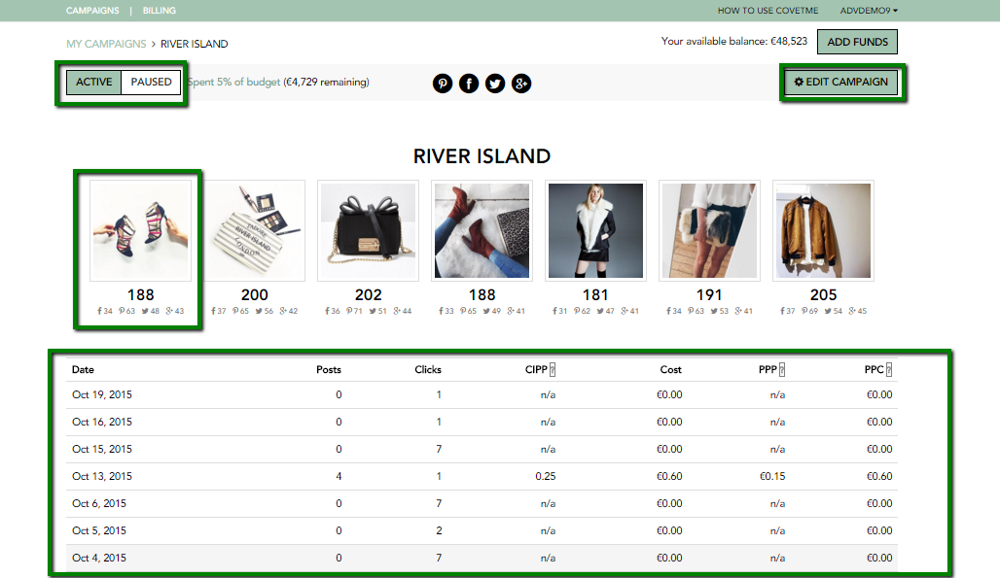 CAMPAIGNS | BILLING HOW TO USE COVETME ADVDEMO9
MY CAMPAIGNS > RIVER ISLAND Your available balance: €48,523 ADD FUNDS
ACTIVE PAUSED Spent 5% of budget (€4,729 remaining) EDIT CAMPAIGN
RIVER ISLAND
J'ADORE
RIVER ISLAND
LONDON
188 200 202 188 181 191 205
34 63 48 43 37 65 56 42 36 71 51 44 33 65 49 41 31 62 47 41 34 63 53 41 37 69 54 45
Date Posts Clicks CIPP ? Cost PPP ? PPC ?
Oct 19, 2015 0 1 n/a €0.00 n/a €0.00
Oct 16, 2015 0 1 n/a €0.00 n/a €0.00
Oct 15, 2015 0 7 n/a €0.00 n/a €0.00
Oct 13, 2015 4 1 0.25 €0.60 €0.15 €0.60
Oct 6, 2015 0 7 n/a €0.00 n/a €0.00
Oct 5, 2015 0 2 n/a €0.00 n/a €0.00
Oct 4, 2015 0 7 n/a €0.00 n/a €0.00